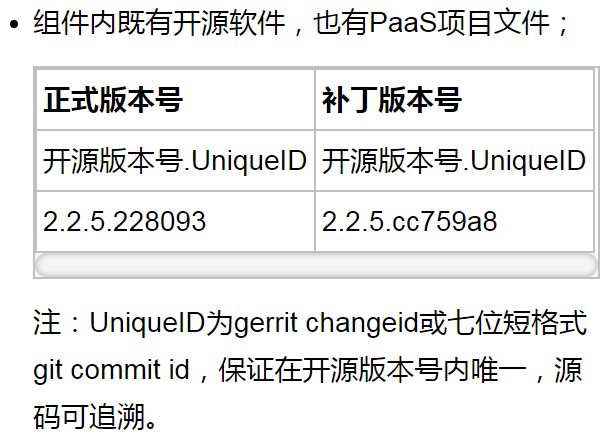 组件内既有开源软件，也有PaaS项目文件；
正式版本号 补丁版本号
开源版本号.UniqueID 开源版本号.UniqueID
2.2.5.228093 2.2.5.cc759a8
注：UniqueID为gerrit changeid或七位短格式
git commit id，保证在开源版本号内唯一，源
码可追溯。